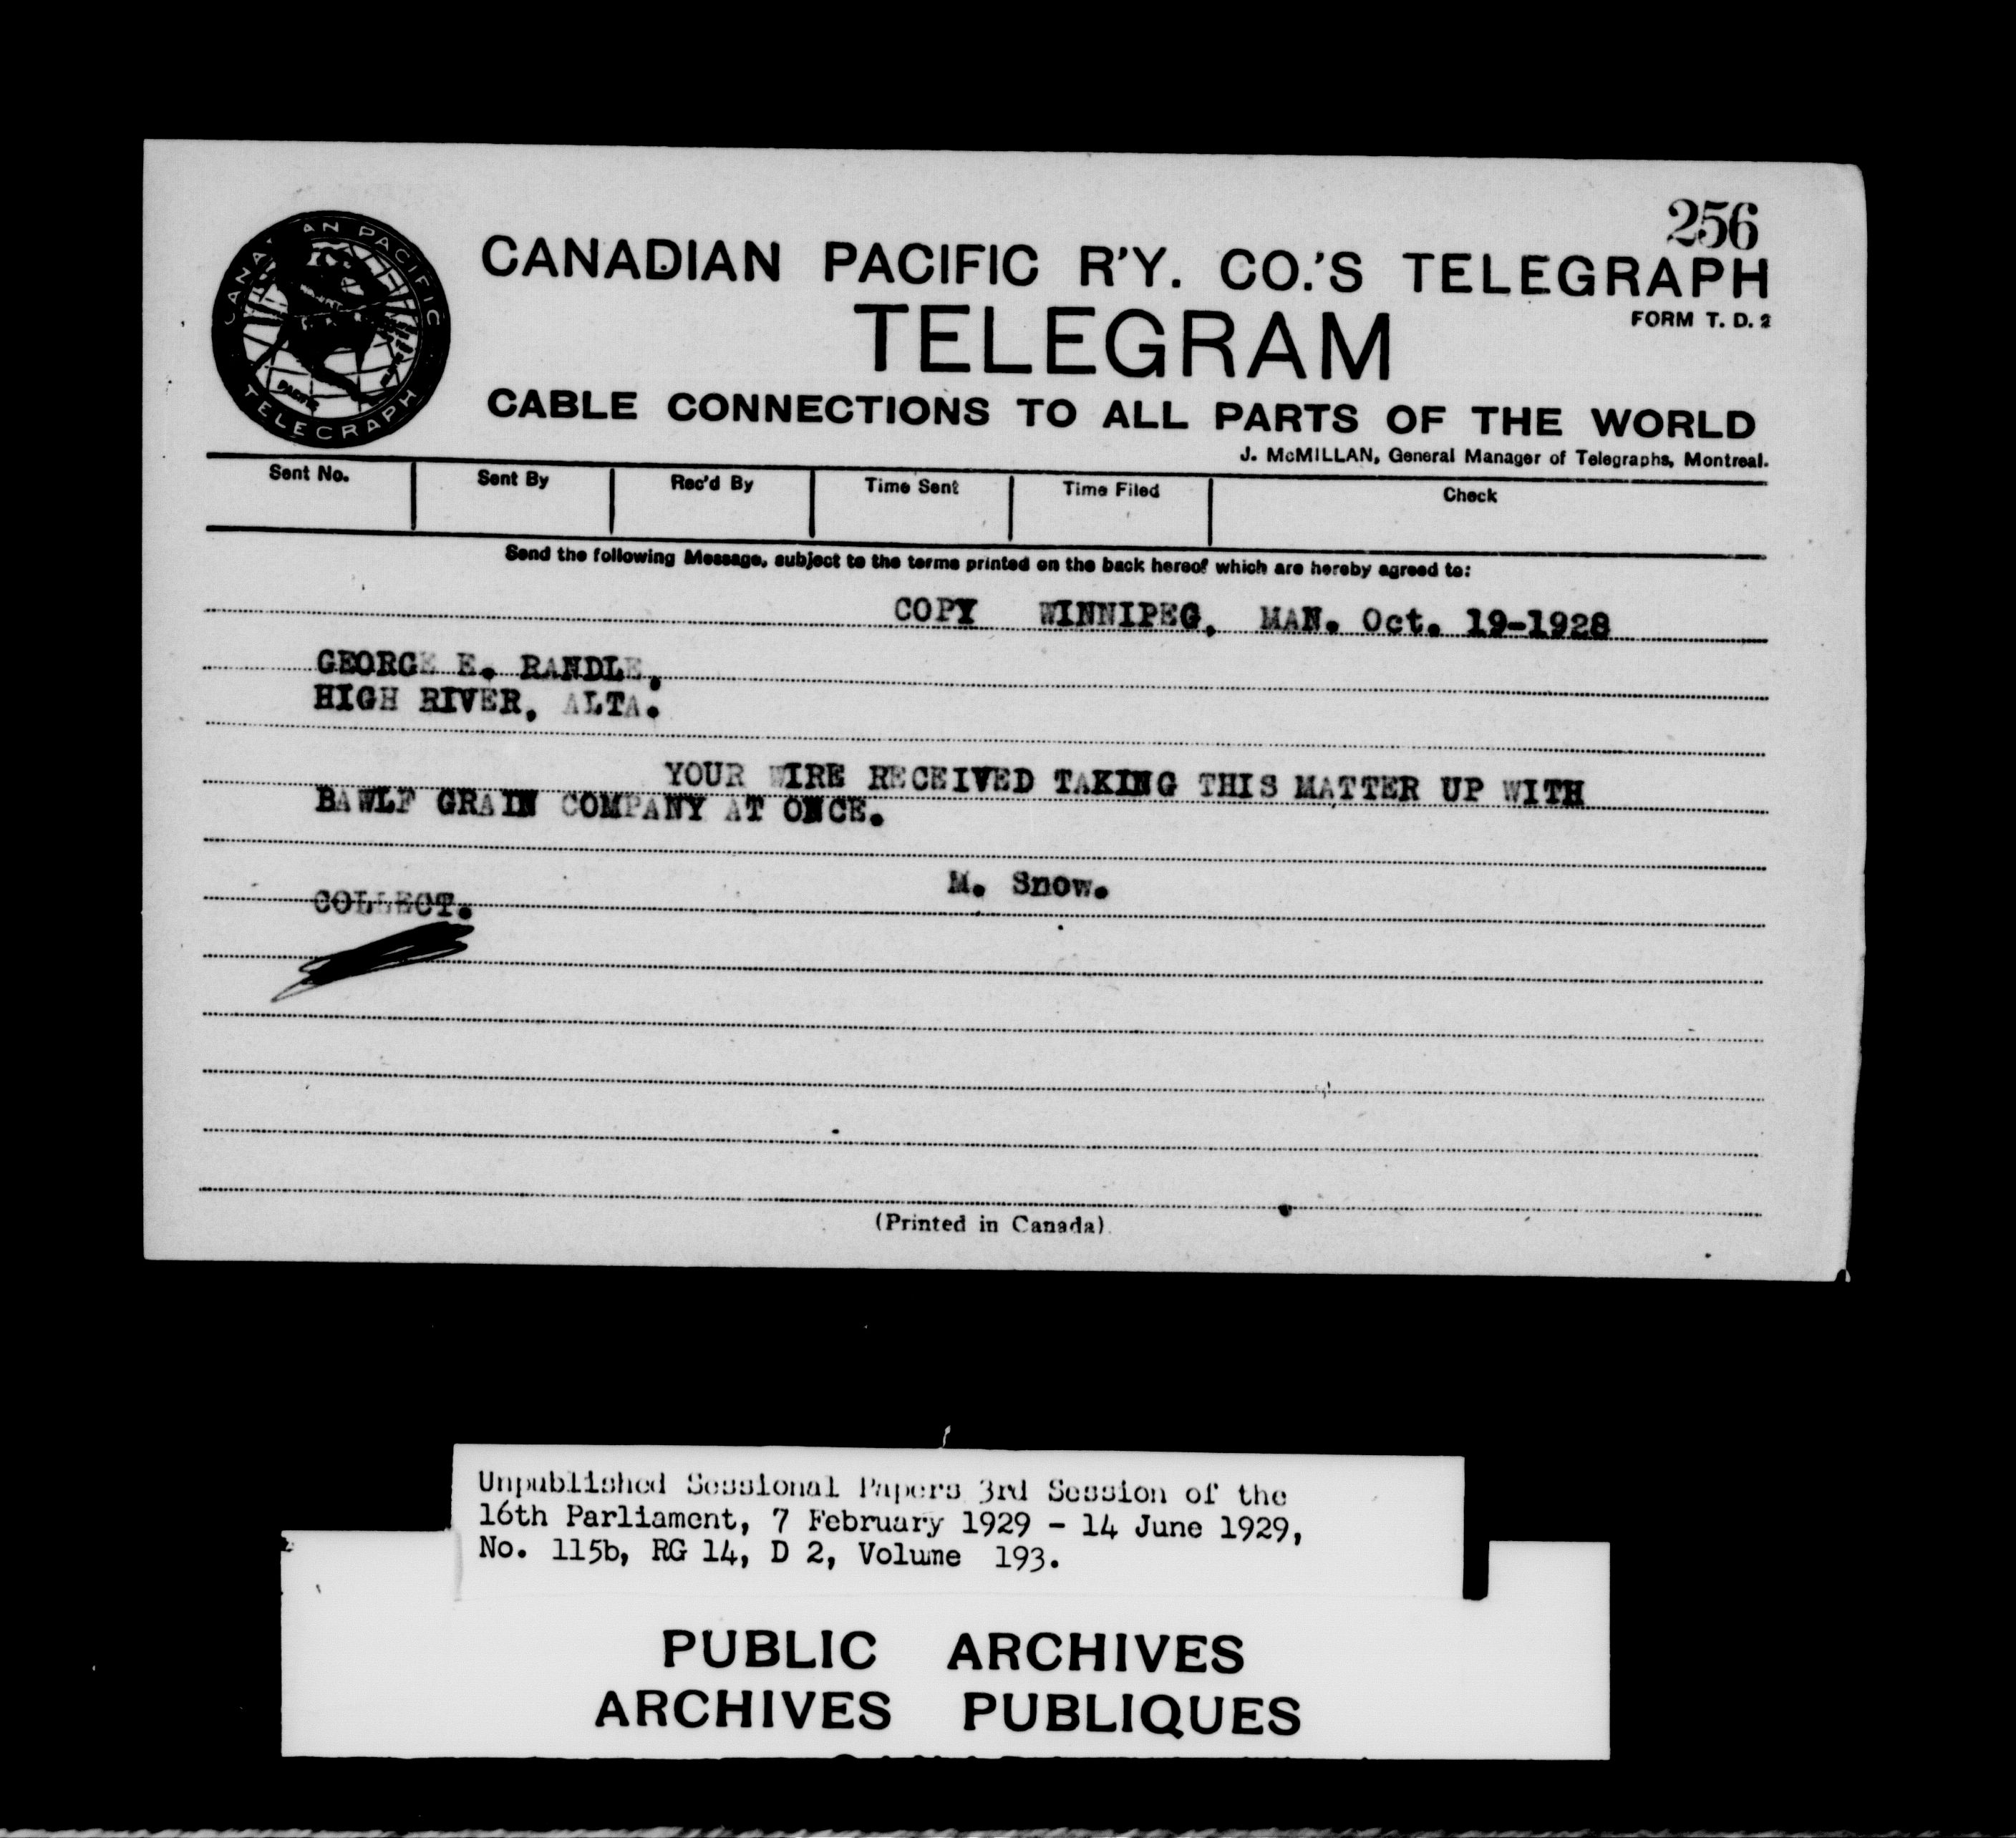 256
CANADIAN PACIFIC R'Y. CO.'S TELEGRAPH
FORM T. D. 2
TELEGRAM
CANADIAN PACIFIC
TELEGRAPH
CABLE CONNECTIONS TO ALL PARTS OF THE WORLD
J. McMILLAN, General Manager of Telegraphs, Montreal.
Sent No. Sent By Rec'd By Time Sent Time Filed Check
Send the following Message, subject to the terms printed on the back hereof which are hereby agreed to:
COPY WINNIPEG, MAN. Oct. 19-1928
GEORGE E. RANDLE,
HIGH RIVER, ALTA.
YOUR WIRE RECEIVED TAKING THIS MATTER UP WITH
BAWLF GRAIN COMPANY AT ONCE.
M. Snow.
COLLECT.
(Printed in Canada)
Unpublished Sessional Papers 3rd Session of the
16th Parliament, 7 February 1929 - 14 June 1929,
No. 115b, RG 14, D 2, Volume 193.
PUBLIC ARCHIVES
ARCHIVES PUBLIQUES